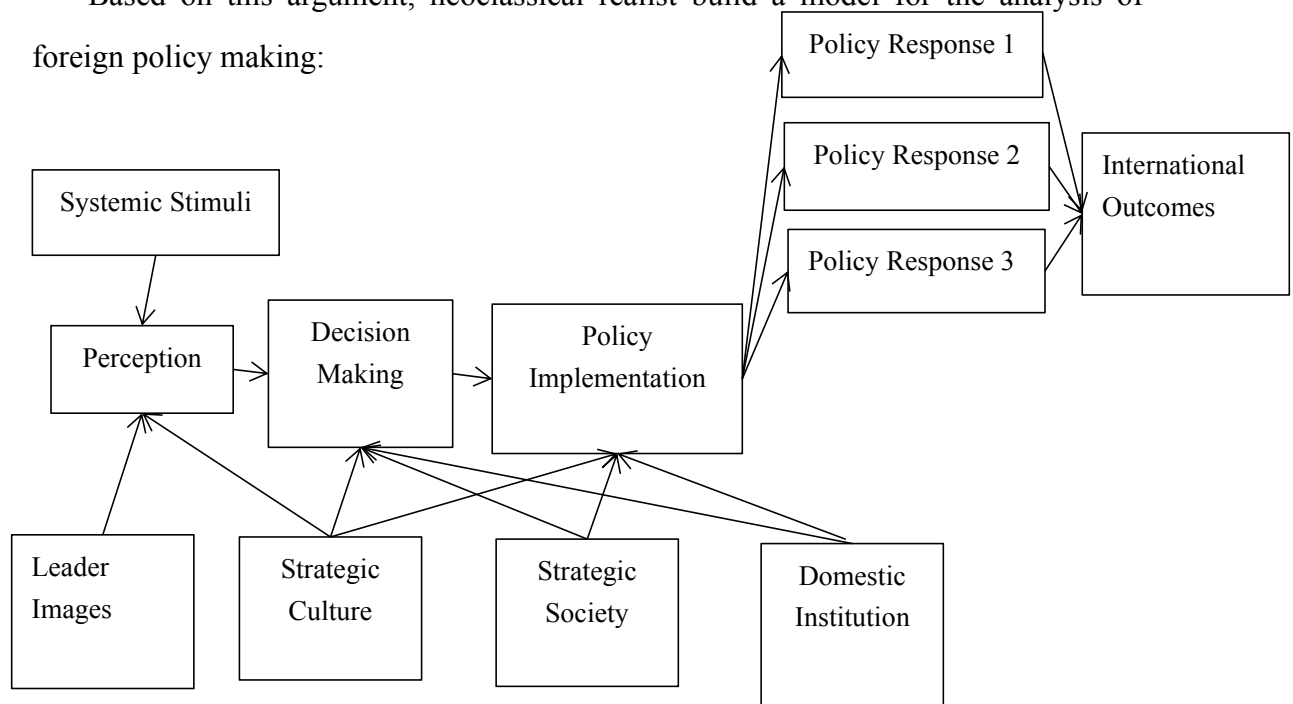 Based on this argument, neoclassical realist build a model for the analysis of
foreign policy making:
Policy Response 1
Policy Response 2
Policy Response 3
International
Outcomes
Systemic Stimuli
Perception
Decision
Making
Policy
Implementation
Leader
Images
Strategic
Culture
Strategic
Society
Domestic
Institution